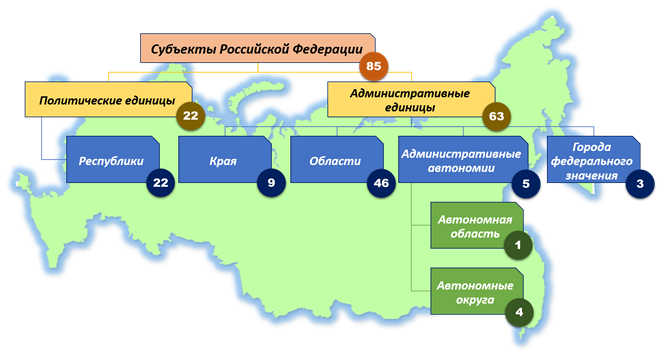 Субъекты Российской Федерации
85
Политические единицы
22
Административные
единицы
63
Республики
22
Края
9
Области
46
Административные
автономии
5
Города
федерального
значения
3
Автономная
область
1
Автономные
округа
4